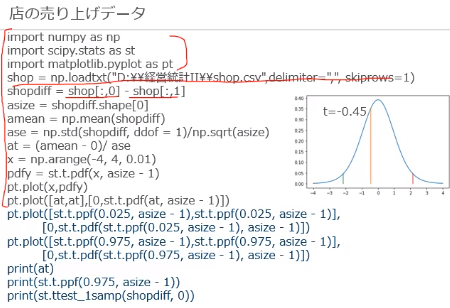 店の売り上げデータ
import numpy as np
import scipy.stats as st
import matplotlib.pyplot as pt
shop = np.loadtxt("D:¥¥経営統計II¥¥shop.csv",delimiter=",", skiprows=1)
shopdiff = shop[:,0] - shop[:,1]
asize = shopdiff.shape[0]
amean = np.mean(shopdiff)
ase = np.std(shopdiff, ddof = 1)/np.sqrt(asize)
at = (amean - 0)/ ase
x = np.arange(-4, 4, 0.01)
pdfy = st.t.pdf(x, asize - 1)
pt.plot(x,pdfy)
pt.plot([at,at],[0,st.t.pdf(at, asize - 1)])
pt.plot([st.t.ppf(0.025, asize - 1),st.t.ppf(0.025, asize - 1)],
[0,st.t.pdf(st.t.ppf(0.025, asize - 1), asize - 1)])
pt.plot([st.t.ppf(0.975, asize - 1),st.t.ppf(0.975, asize - 1)],
[0,st.t.pdf(st.t.ppf(0.975, asize - 1), asize - 1)])
print(at)
print(st.t.ppf(0.975, asize - 1))
print(st.ttest_1samp(shopdiff, 0))
t=-0.45
0.40
0.35
0.30
0.25
0.20
0.15
0.10
0.05
0.00
-4 -3 -2 -1 0 1 2 3 4